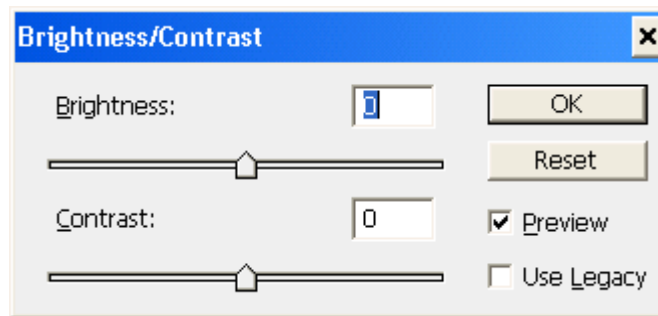 Brightness/Contrast
Brightness: 0
OK
Reset
Contrast: 0
Preview
Use Legacy